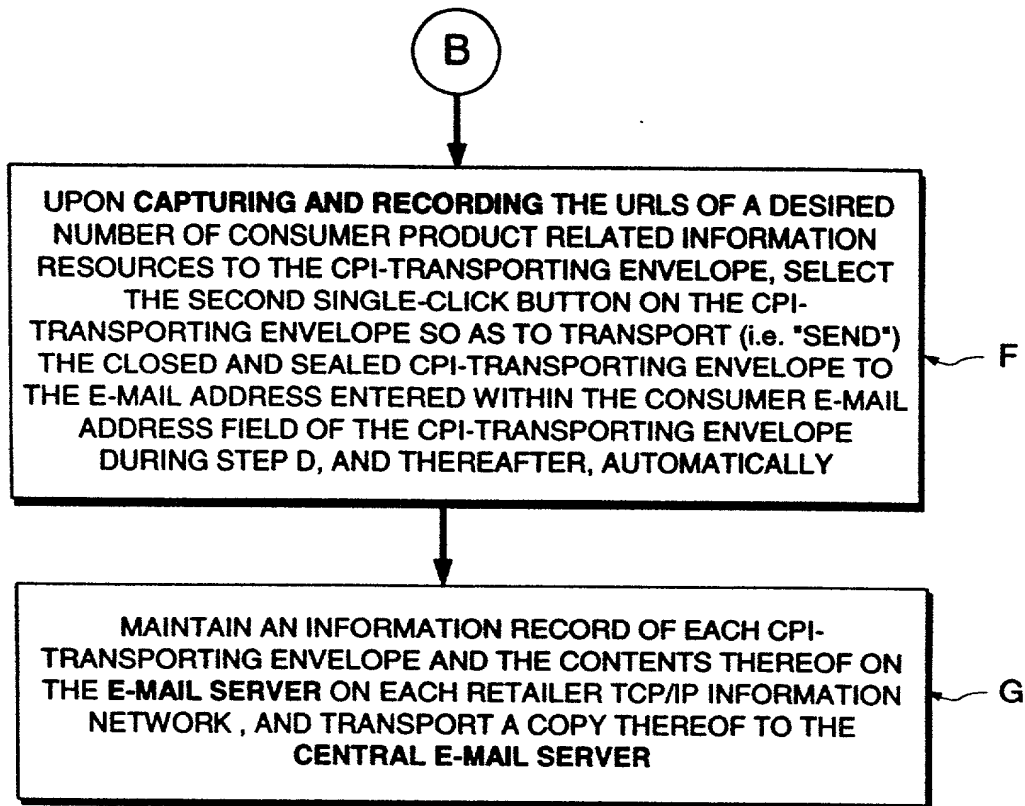 B
UPON CAPTURING AND RECORDING THE URLS OF A DESIRED
NUMBER OF CONSUMER PRODUCT RELATED INFORMATION
RESOURCES TO THE CPI-TRANSPORTING ENVELOPE, SELECT
THE SECOND SINGLE-CLICK BUTTON ON THE CPI-
TRANSPORTING ENVELOPE SO AS TO TRANSPORT (i.e. "SEND")
THE CLOSED AND SEALED CPI-TRANSPORTING ENVELOPE TO
THE E-MAIL ADDRESS ENTERED WITHIN THE CONSUMER E-MAIL
ADDRESS FIELD OF THE CPI-TRANSPORTING ENVELOPE
DURING STEP D, AND THEREAFTER, AUTOMATICALLY
F
MAINTAIN AN INFORMATION RECORD OF EACH CPI-
TRANSPORTING ENVELOPE AND THE CONTENTS THEREOF ON
THE E-MAIL SERVER ON EACH RETAILER TCP/IP INFORMATION
NETWORK , AND TRANSPORT A COPY THEREOF TO THE
CENTRAL E-MAIL SERVER
G